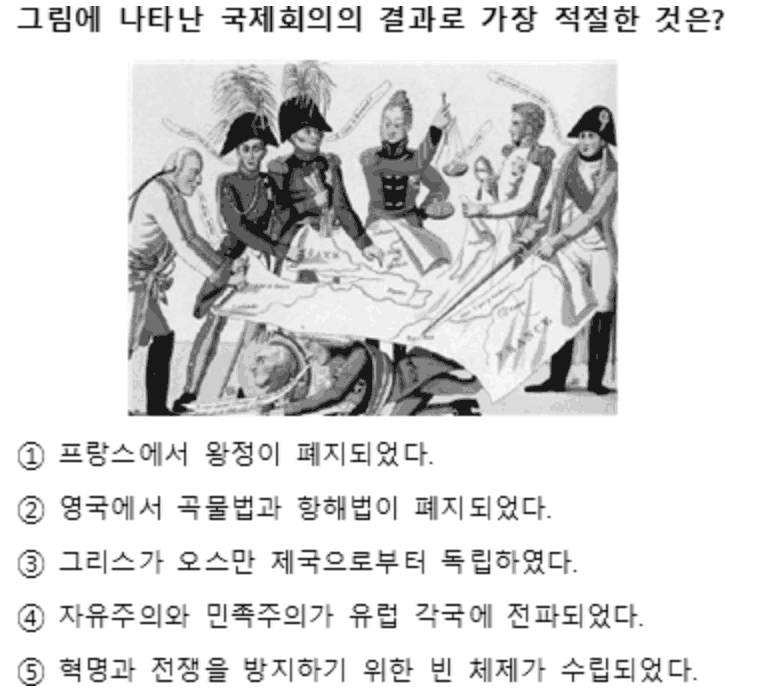 그림에 나타난 국제회의의 결과로 가장 적절한 것은?
FRANCE
① 프랑스에서 왕정이 폐지되었다.
② 영국에서 곡물법과 항해법이 폐지되었다.
③ 그리스가 오스만 제국으로부터 독립하였다.
④ 자유주의와 민족주의가 유럽 각국에 전파되었다.
⑤ 혁명과 전쟁을 방지하기 위한 빈 체제가 수립되었다.